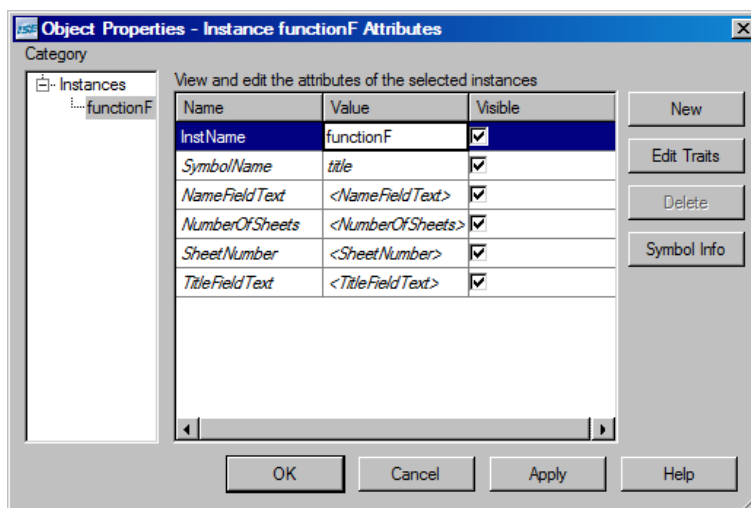 ISE Object Properties - Instance functionF Attributes
Category
Instances
functionF
View and edit the attributes of the selected instances
Name Value Visible
InstName functionF
SymbolName title
NameFieldText <NameFieldText>
NumberOfSheets <NumberOfSheets>
SheetNumber <SheetNumber>
TitleFieldText <TitleFieldText>
New
Edit Traits
Delete
Symbol Info
OK Cancel Apply Help